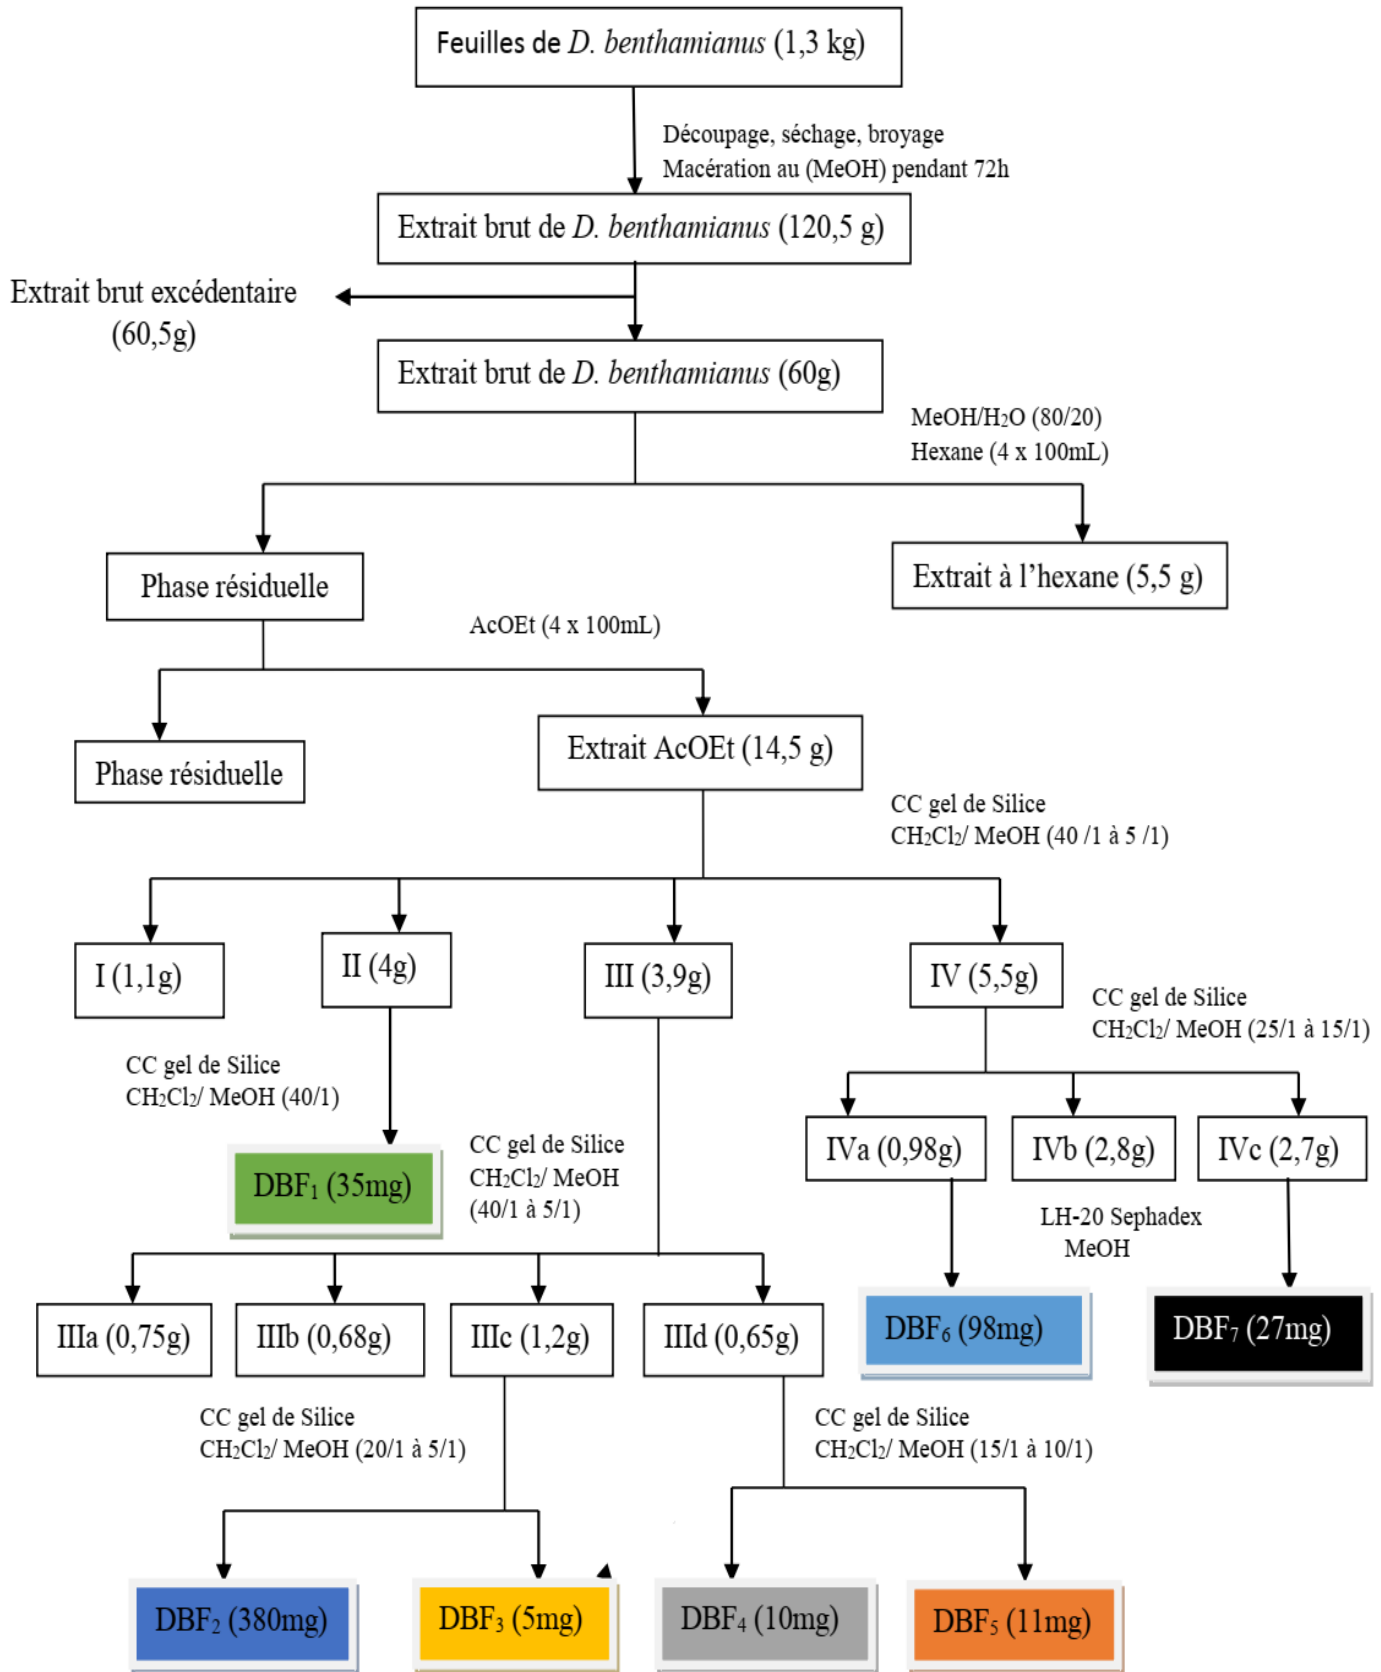 Feuilles de D. benthamianus (1,3 kg)
Découpage, séchage, broyage
Macération au (MeOH) pendant 72h
Extrait brut de D. benthamianus (120,5 g)
Extrait brut excédentaire
(60,5g)
Extrait brut de D. benthamianus (60g)
MeOH/H₂O (80/20)
Hexane (4 x 100mL)
Phase résiduelle
Extrait à l’hexane (5,5 g)
AcOEt (4 x 100mL)
Phase résiduelle
Extrait AcOEt (14,5 g)
CC gel de Silice
CH₂Cl₂/ MeOH (40 /1 à 5 /1)
I (1,1g)
II (4g)
III (3,9g)
IV (5,5g)
CC gel de Silice
CH₂Cl₂/ MeOH (25/1 à 15/1)
CC gel de Silice
CH₂Cl₂/ MeOH (40/1)
DBF₁ (35mg)
CC gel de Silice
CH₂Cl₂/ MeOH
(40/1 à 5/1)
IVa (0,98g)
IVb (2,8g)
IVc (2,7g)
LH-20 Sephadex
MeOH
IIIa (0,75g)
IIIb (0,68g)
IIIc (1,2g)
IIId (0,65g)
DBF₆ (98mg)
DBF₇ (27mg)
CC gel de Silice
CH₂Cl₂/ MeOH (20/1 à 5/1)
CC gel de Silice
CH₂Cl₂/ MeOH (15/1 à 10/1)
DBF₂ (380mg)
DBF₃ (5mg)
DBF₄ (10mg)
DBF₅ (11mg)